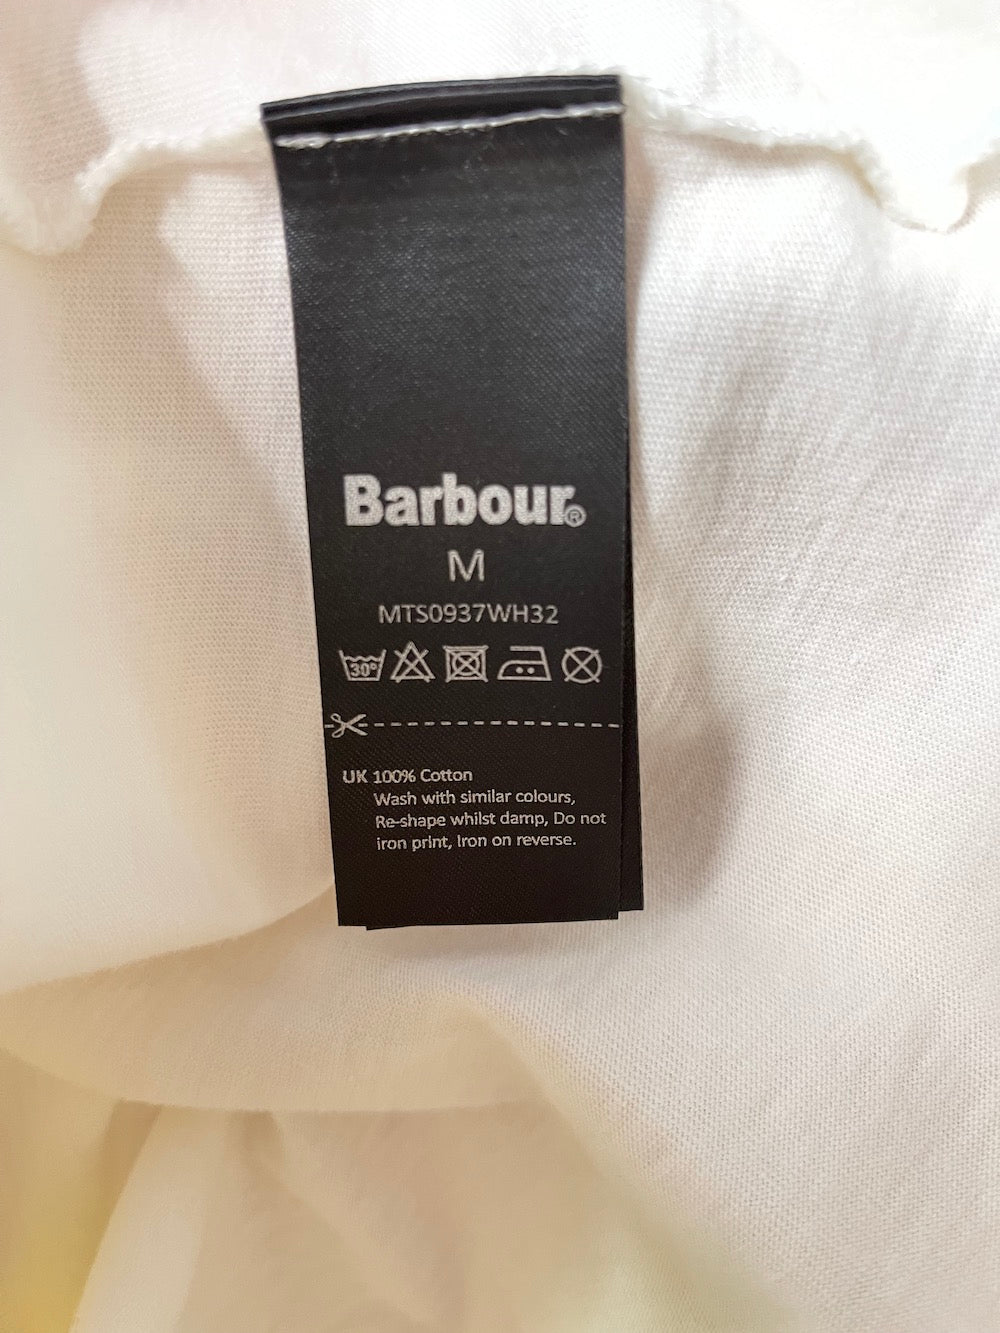 Barbour®
M
MTS0937WH32
30°
UK 100% Cotton
Wash with similar colours,
Re-shape whilst damp, Do not
iron print, Iron on reverse.